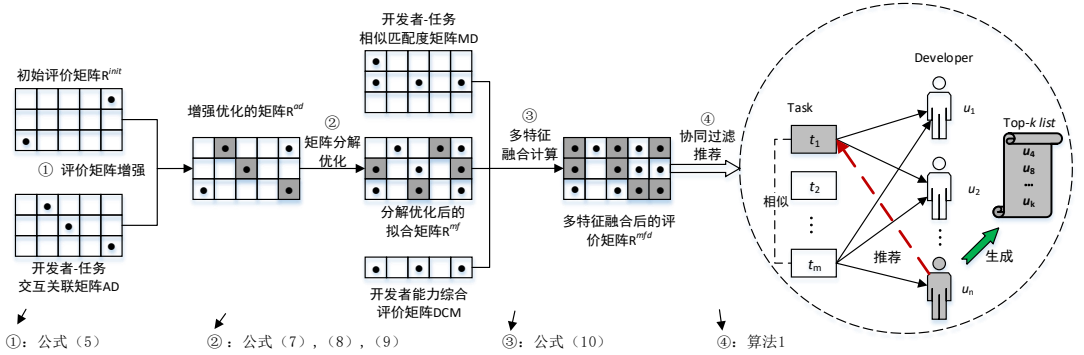 初始评价矩阵R^init
① 评价矩阵增强
开发者-任务
交互关联矩阵AD
增强优化的矩阵R^ad
②
矩阵分解
优化
开发者-任务
相似匹配度矩阵MD
分解优化后的
拟合矩阵R^mf
开发者能力综合
评价矩阵DCM
③
多特征
融合计算
多特征融合后的评
价矩阵R^mfd
④
协同过滤
推荐
Task
t1
t2
tm
相似
推荐
Developer
u1
u2
un
生成
Top-k list
u4
u8
...
uk
①：公式（5）
②：公式（7）,（8）,（9）
③：公式（10）
④：算法1